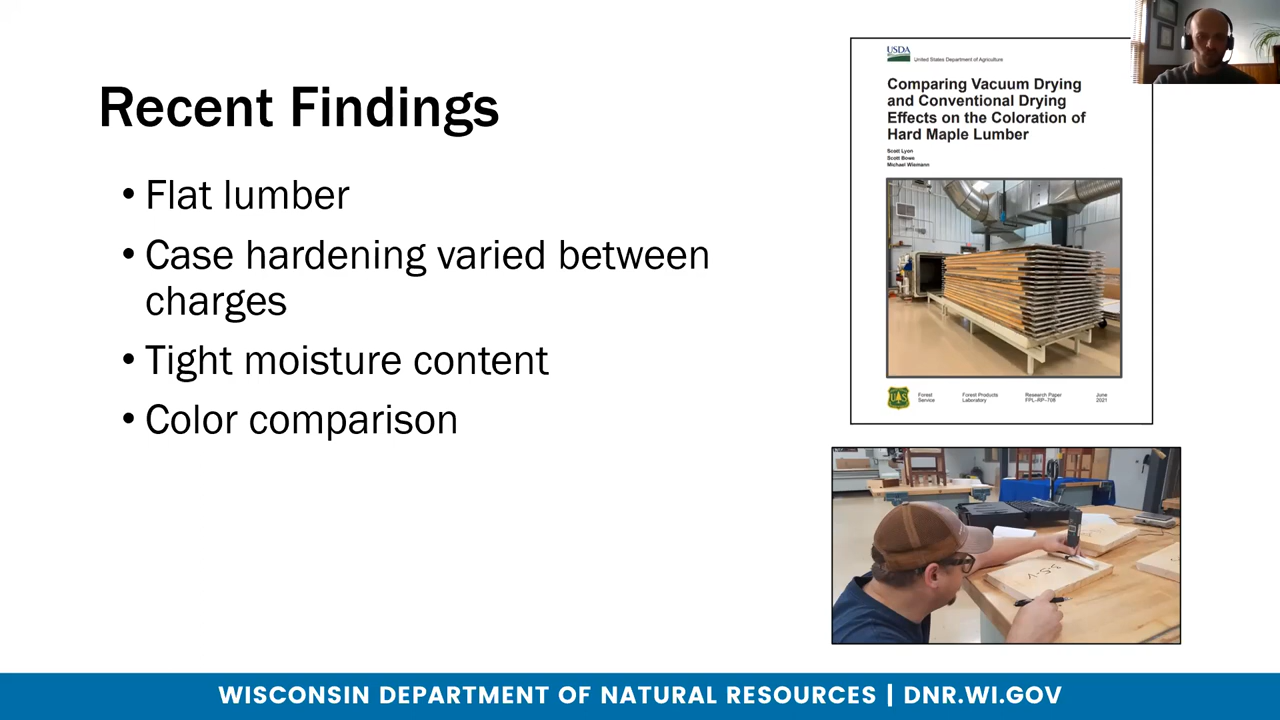 Recent Findings
• Flat lumber
• Case hardening varied between
charges
• Tight moisture content
• Color comparison
USDA
United States Department of Agriculture
Comparing Vacuum Drying
and Conventional Drying
Effects on the Coloration of
Hard Maple Lumber
Scott Lyon
Scott Bowe
Michael Wiemann
Forest
Service
Forest Products
Laboratory
Research Paper
FPL–RP–708
June
2021
WISCONSIN DEPARTMENT OF NATURAL RESOURCES | DNR.WI.GOV